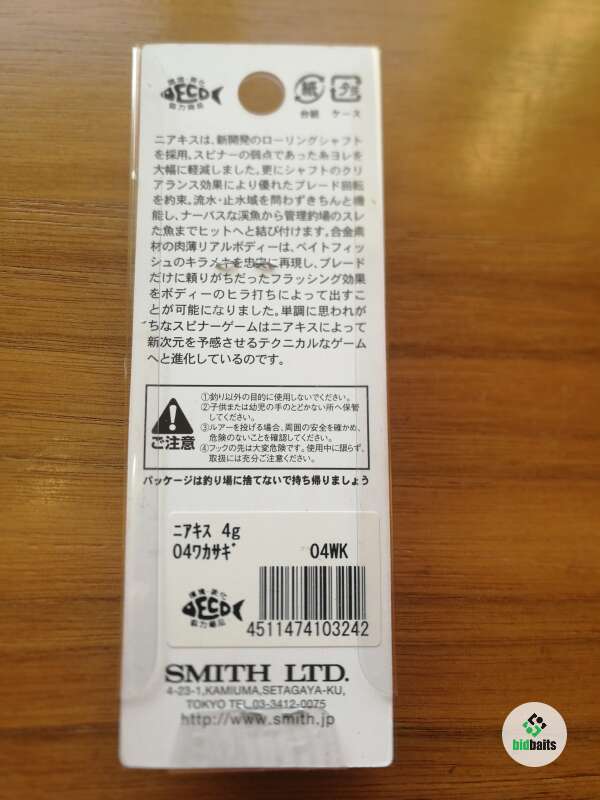 環境・美化
ECO
協力商品
紙
台紙
ケース
ニアキスは、新開発のローリングシャフト
を採用、スピナーの弱点であった糸ヨレを
大幅に軽減しました。更にシャフトのクリ
アランス効果により優れたブレード回転
を約束。流水・止水域を問わずきちんと機
能し、ナーバスな渓魚から管理釣場のスレ
た魚までヒットへと結び付けます。合金素
材の肉薄リアルボディーは、ベイトフィッ
シュのキラメキを忠実に再現し、ブレード
だけに頼りがちだったフラッシング効果
をボディーのヒラ打ちによって出すこ
とが可能になりました。単調に思われが
ちなスピナーゲームはニアキスによって
新次元を予感させるテクニカルなゲーム
へと進化しているのです。
ご注意
①釣り以外の目的に使用しないでください。
②子供または幼児の手のとどかない所へ保管
してください。
③ルアーを投げる場合、周囲の安全を確かめ、
危険のないことを確認してください。
④フックの先は大変危険です。使用中に限らず、
取扱には充分ご注意ください。
パッケージは釣り場に捨てないで持ち帰りましょう
ﾆｱｷｽ 4g
04ﾜｶｻｷﾞ 04WK
環境・美化
ECO
協力商品
4511474103242
SMITH LTD.
4-23-1,KAMIUMA,SETAGAYA-KU,
TOKYO TEL,03-3412-0075
http://www.smith.jp
bidbaits